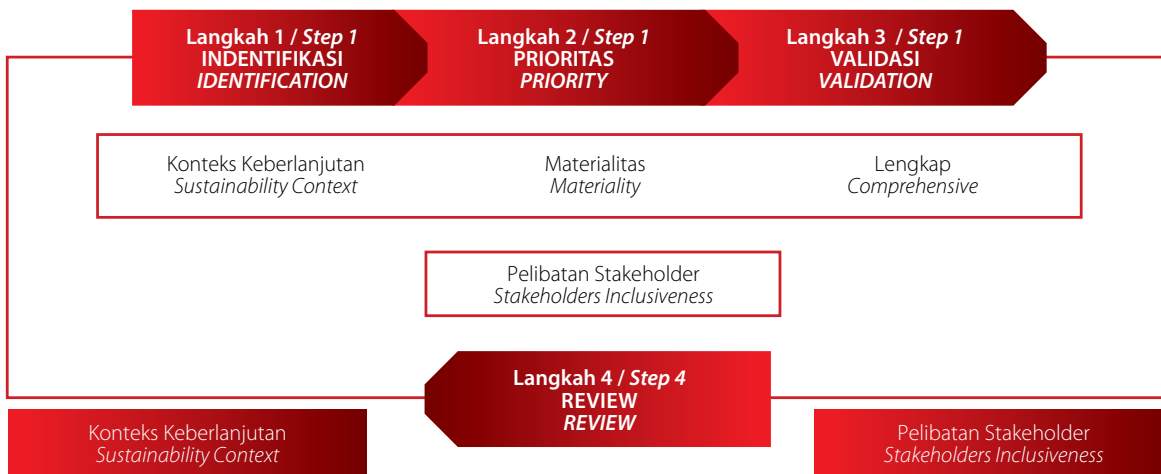 Langkah 1 / Step 1
INDENTIFIKASI
IDENTIFICATION
Langkah 2 / Step 1
PRIORITAS
PRIORITY
Langkah 3 / Step 1
VALIDASI
VALIDATION
Konteks Keberlanjutan
Sustainability Context
Materialitas
Materiality
Lengkap
Comprehensive
Pelibatan Stakeholder
Stakeholders Inclusiveness
Langkah 4 / Step 4
REVIEW
REVIEW
Konteks Keberlanjutan
Sustainability Context
Pelibatan Stakeholder
Stakeholders Inclusiveness